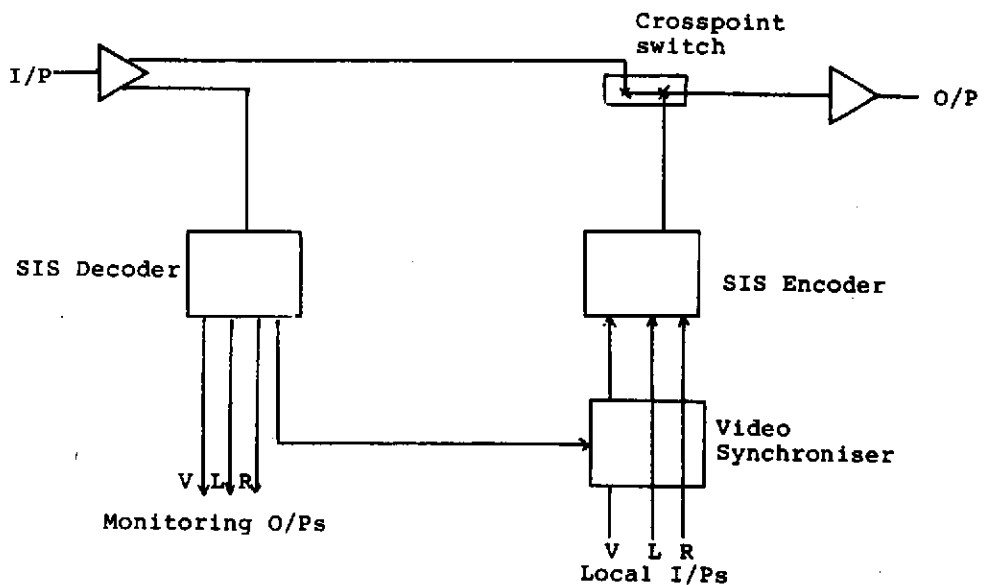 Crosspoint
switch
I/P
O/P
SIS Decoder
SIS Encoder
Video
Synchroniser
V L R
Monitoring O/Ps
V L R
Local I/Ps